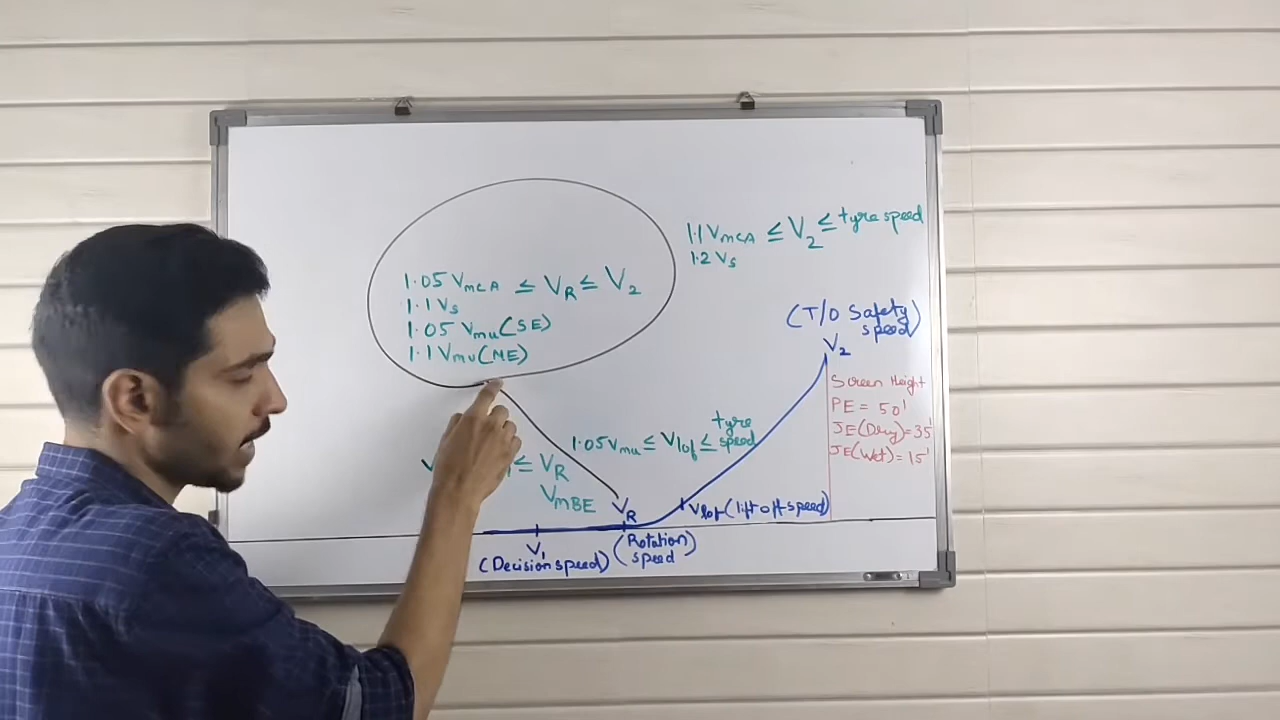 1.05 VMCA ≤ VR ≤ V2
1.1 VS
1.05 Vmu (SE)
1.1 Vmu (ME)
1.1 VMCA ≤ V2 ≤ tyre speed
1.2 Vs
(T/O Safety
speed)
V2
Screen Height
PE = 50'
JE(Dry) = 35'
JE(Wet) = 15'
1.05 Vmu ≤ Vlof ≤ tyre
speed
≤ VR
VMBE
VR
Vlof (lift off speed)
V1
(Decision speed)
(Rotation
speed)